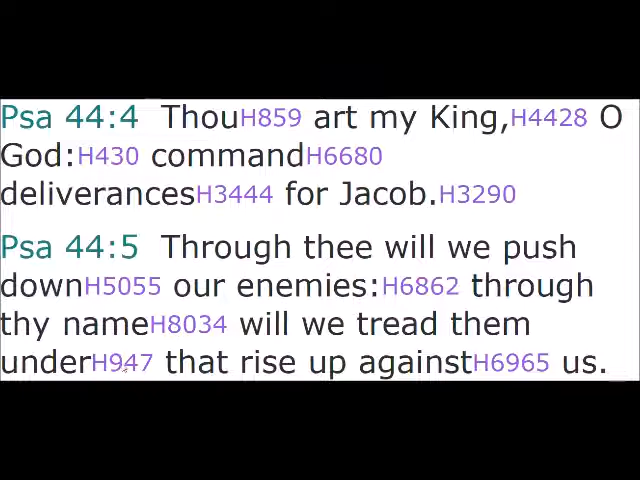 Psa 44:4 ThouH859 art my King,H4428 O
God:H430 commandH6680
deliverancesH3444 for Jacob.H3290
Psa 44:5 Through thee will we push
downH5055 our enemies:H6862 through
thy nameH8034 will we tread them
underH947 that rise up againstH6965 us.